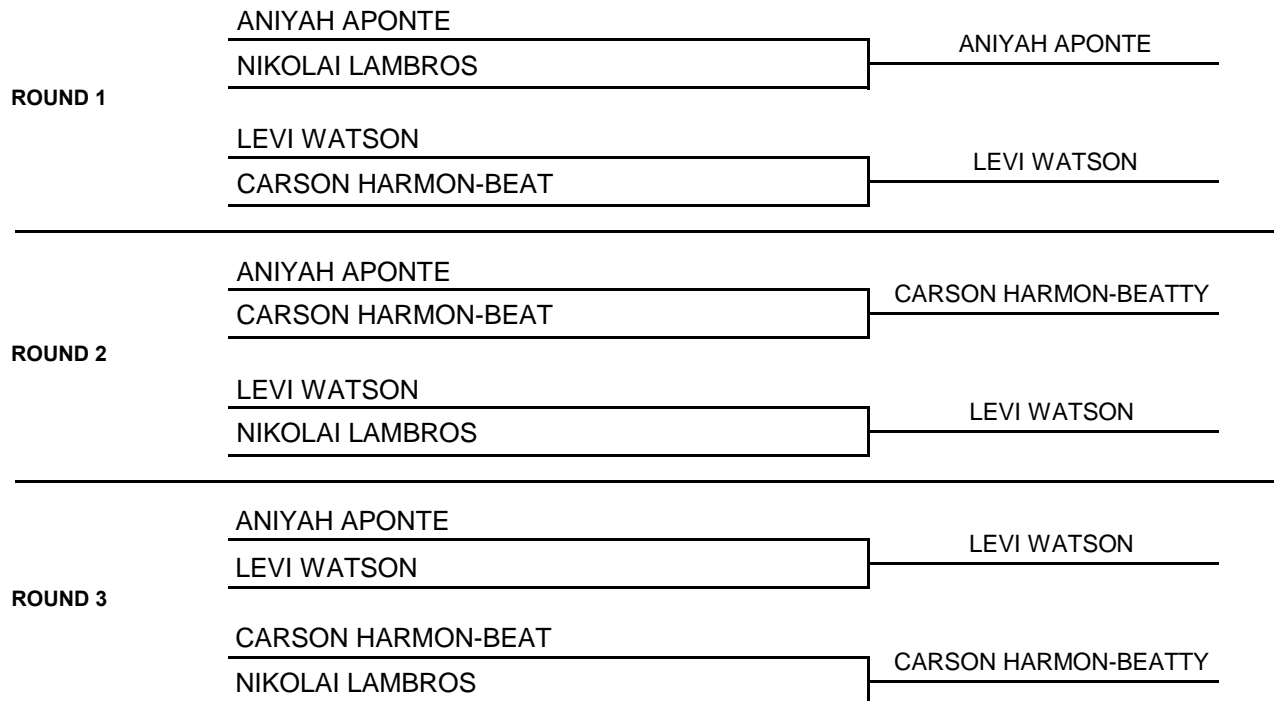 ANIYAH APONTE
ANIYAH APONTE
NIKOLAI LAMBROS
ROUND 1
LEVI WATSON
LEVI WATSON
CARSON HARMON-BEAT
ANIYAH APONTE
CARSON HARMON-BEATTY
CARSON HARMON-BEAT
ROUND 2
LEVI WATSON
LEVI WATSON
NIKOLAI LAMBROS
ANIYAH APONTE
LEVI WATSON
LEVI WATSON
ROUND 3
CARSON HARMON-BEAT
CARSON HARMON-BEATTY
NIKOLAI LAMBROS